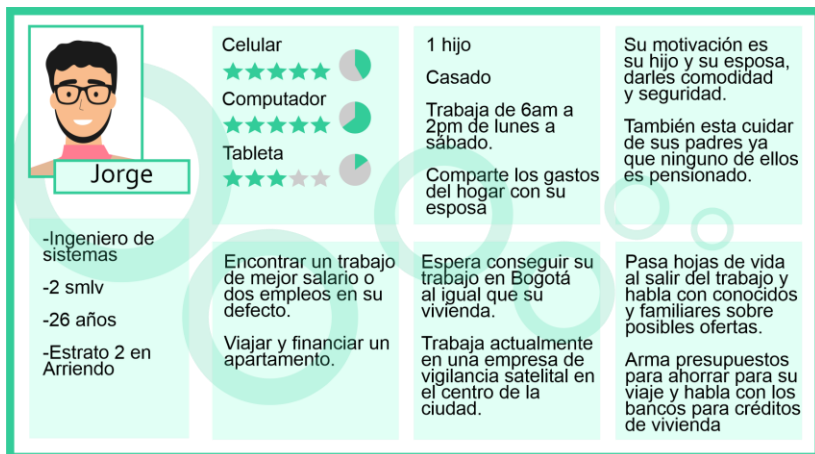 Jorge
-Ingeniero de
sistemas
-2 smlv
-26 años
-Estrato 2 en
Arriendo
Celular
Computador
Tableta
1 hijo
Casado
Trabaja de 6am a
2pm de lunes a
sábado.
Comparte los gastos
del hogar con su
esposa
Su motivación es
su hijo y su esposa,
darles comodidad
y seguridad.
También esta cuidar
de sus padres ya
que ninguno de ellos
es pensionado.
Encontrar un trabajo
de mejor salario o
dos empleos en su
defecto.
Viajar y financiar un
apártamento.
Espera conseguir su
trabajo en Bogotá
al igual que su
vivienda.
Trabaja actualmente
en una empresa de
vigilancia satelital en
el centro de la
ciudad.
Pasa hojas de vida
al salir del trabajo y
habla con conocidos
y familiares sobre
posibles ofertas.
Arma presupuestos
para ahorrar para su
viaje y habla con los
bancos para créditos
de vivienda